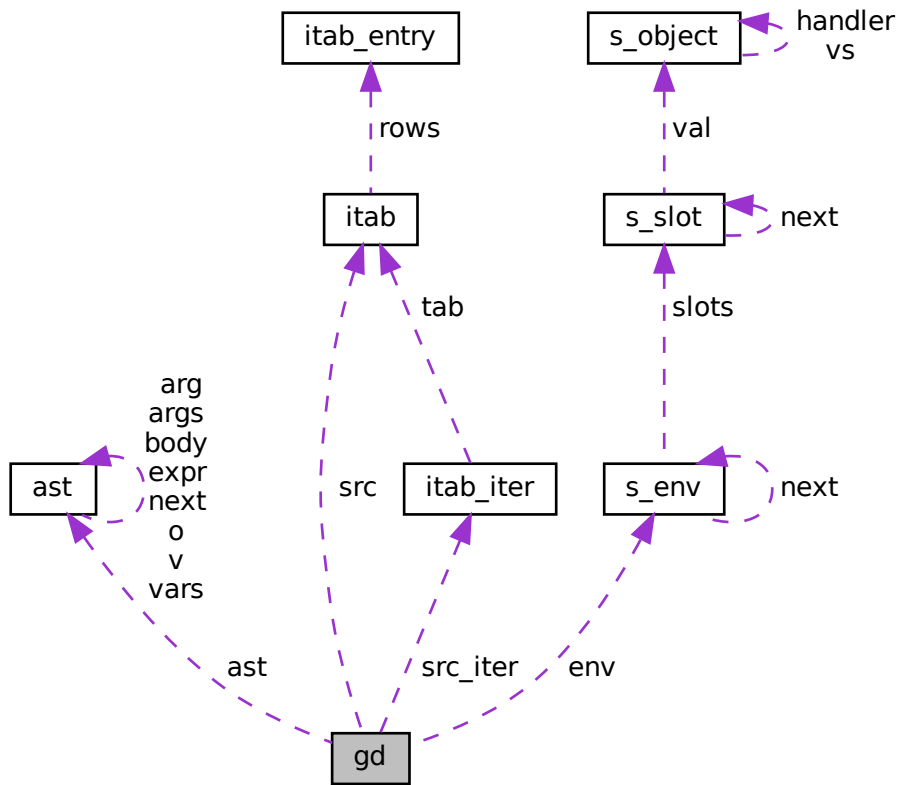 itab_entry
s_object
handler
vs
rows
val
itab
s_slot
next
tab
slots
arg
args
body
expr
next
o
v
vars
ast
src
itab_iter
s_env
next
ast
src_iter
env
gd